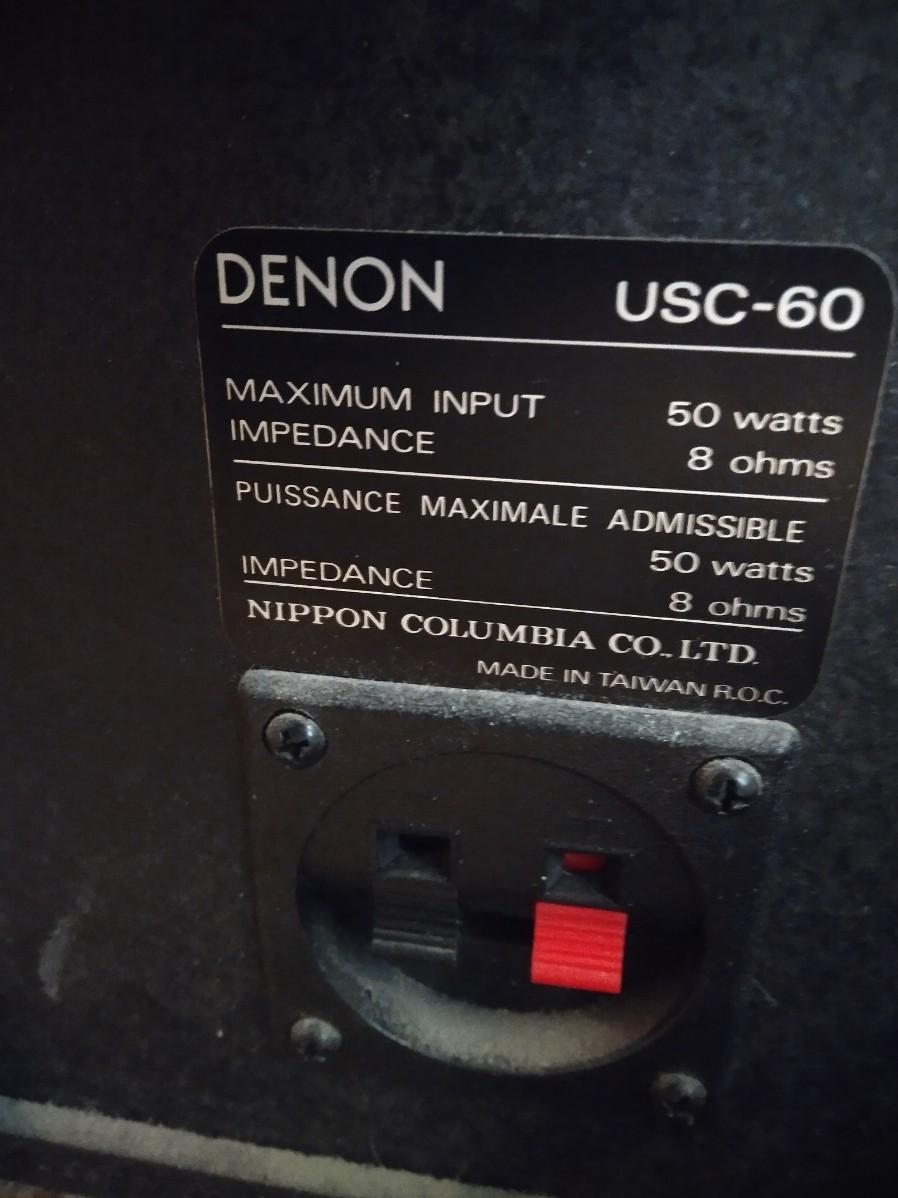 DENON USC-60
MAXIMUM INPUT 50 watts
IMPEDANCE 8 ohms
PUISSANCE MAXIMALE ADMISSIBLE
50 watts
IMPEDANCE 8 ohms
NIPPON COLUMBIA CO., LTD.
MADE IN TAIWAN R.O.C.